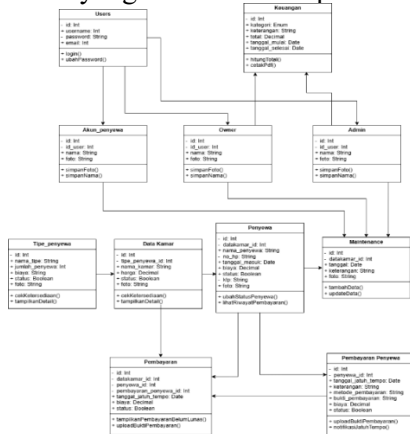 Users
- id: Int
+ username: Int
- password: String
+ email: Int
+ login()
+ ubahPassword()
Keuangan
- id: Int
+ kategori: Enum
+ keterangan: String
+ total: Decimal
+ tanggal_mulai: Date
+ tanggal_selesai: Date
+ hitungTotal()
+ cetakPdf()
Akun_penyewa
- id: Int
- id_user: Int
+ nama: String
+ foto: String
+ simpanFoto()
+ simpanNama()
Owner
- id: Int
- id_user: Int
+ nama: String
+ foto: String
+ simpanFoto()
+ simpanNama()
Admin
- id: Int
- id_user: Int
+ nama: String
+ foto: String
+ simpanFoto()
+ simpanNama()
Tipe_penyewa
- id: Int
+ nama_tipe: String
+ jumlah_penyewa: Int
+ biaya: String
+ status: Boolean
+ foto: String
+ cekKetersediaan()
+ tampilkanDetail()
Data Kamar
- id: Int
- tipe_penyewa_id: Int
+ nomor_kamar: String
+ harga: Decimal
+ status: Boolean
+ foto: String
+ cekKetersediaan()
+ tampilkanDetail()
Penyewa
- id: Int
- datakamar_id: Int
+ nama_penyewa: String
+ no_hp: String
+ tanggal_masuk: Date
+ biaya: Decimal
+ status: Boolean
- ktp: String
+ foto: String
+ ubahStatusPenyewa()
+ lihatRiwayatPembayaran()
Maintenance
- id: Int
- datakamar_id: Int
+ tanggal: Date
+ keterangan: String
+ foto: String
+ tambahData()
+ updateData()
Pembayaran
- id: Int
- datakamar_id: Int
- penyewa_id: Int
- pembayaran_penyewa_id: Int
+ tanggal_jatuh_tempo: Date
+ biaya: Decimal
+ status: Boolean
+ tampilkanPembayaranBelumLunas()
+ uploadBuktiPembayaran()
Pembayaran Penyewa
- id: Int
- penyewa_id: Int
+ tanggal_jatuh_tempo: Date
+ keterangan: String
+ metode_pembayaran: String
+ bukti_pembayaran: String
+ biaya: Decimal
+ status: Boolean
+ uploadBuktiPembayaran()
+ notifikasiJatuhTempo()